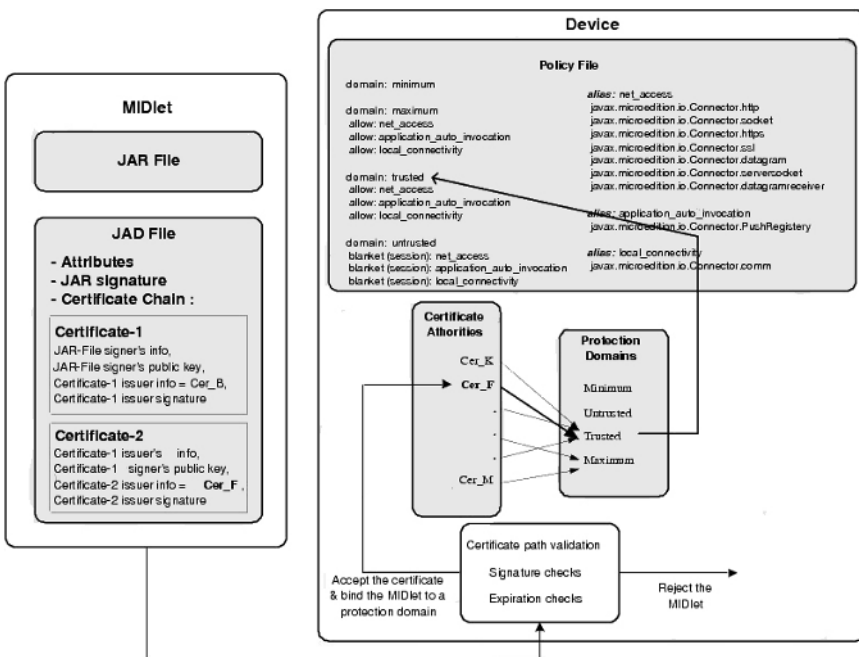 MIDlet
JAR File
JAD File
- Attributes
- JAR signature
- Certificate Chain :
Certificate-1
JAR-File signer's info,
JAR-File signer's public key,
Certificate-1 issuer info = Cer_B,
Certificate-1 issuer signature
Certificate-2
Certificate-1 issuer's info,
Certificate-1 signer's public key,
Certificate-2 issuer info = Cer_F,
Certificate-2 issuer signature
Device
Policy File
domain: minimum
domain: maximum
allow: net_access
allow: application_auto_invocation
allow: local_connectivity
domain: trusted
allow: net_access
allow: application_auto_invocation
allow: local_connectivity
domain: untrusted
blanket (session): net_access
blanket (session): application_auto_invocation
blanket (session): local_connectivity
alias: net_access
javax.microedition.io.Connector.http
javax.microedition.io.Connector.socket
javax.microedition.io.Connector.https
javax.microedition.io.Connector.ssl
javax.microedition.io.Connector.datagram
javax.microedition.io.Connector.serversocket
javax.microedition.io.Connector.datagramreceiver
alias: application_auto_invocation
javax.microedition.io.Connector.PushRegistery
alias: local_connectivity
javax.microedition.io.Connector.comm
Certificate
Athorities
Cer_K
Cer_F
.
.
.
Cer_M
Protection
Domains
Minimum
Untrusted
Trusted
Maximum
Certificate path validation
Signature checks
Expiration checks
Accept the certificate
& bind the MIDlet to a
protection domain
Reject the
MIDlet